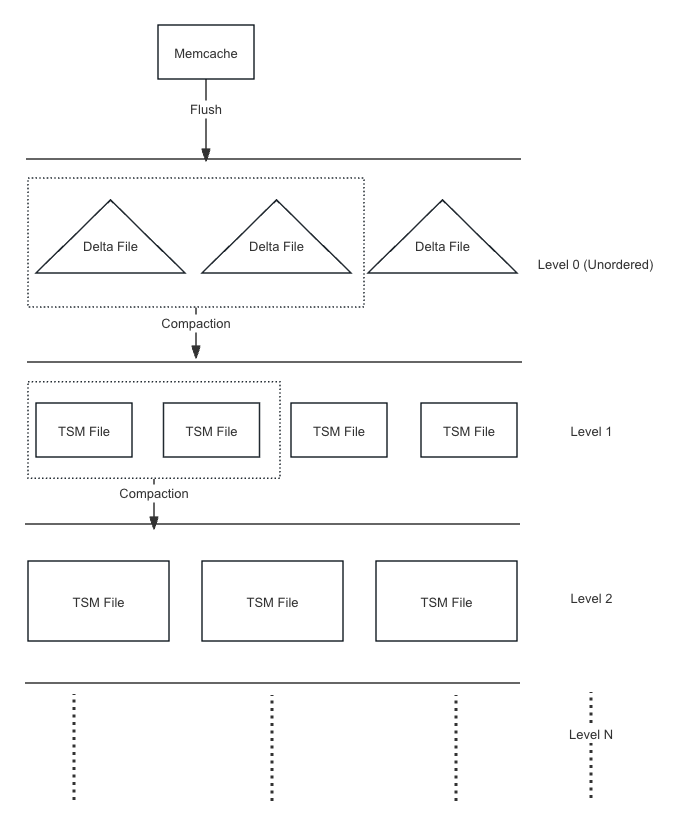 Memcache
Flush
Delta File
Delta File
Delta File
Level 0 (Unordered)
Compaction
TSM File
TSM File
TSM File
TSM File
Level 1
Compaction
TSM File
TSM File
TSM File
Level 2
Level N